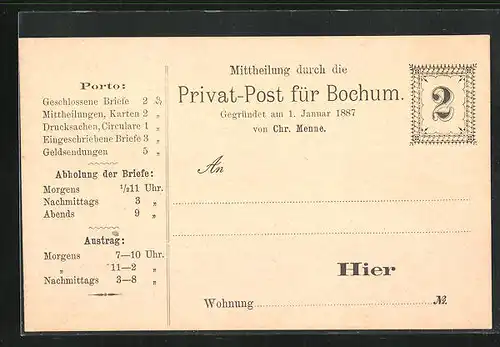 Porto:
Geschlossene Briefe 2 ₰
Mittheilungen, Karten 2 „
Drucksachen, Circulare 1 „
Eingeschriebene Briefe 3 „
Geldsendungen 5 „
Abholung der Briefe:
Morgens ½11 Uhr.
Nachmittags 3 „
Abends 9 „
Austrag:
Morgens 7—10 Uhr.
„ 11—2 „
Nachmittags 3—8 „
Mittheilung durch die
Privat-Post für Bochum.
Gegründet am 1. Januar 1887
von Chr. Menne.
2
An
Hier
Wohnung №